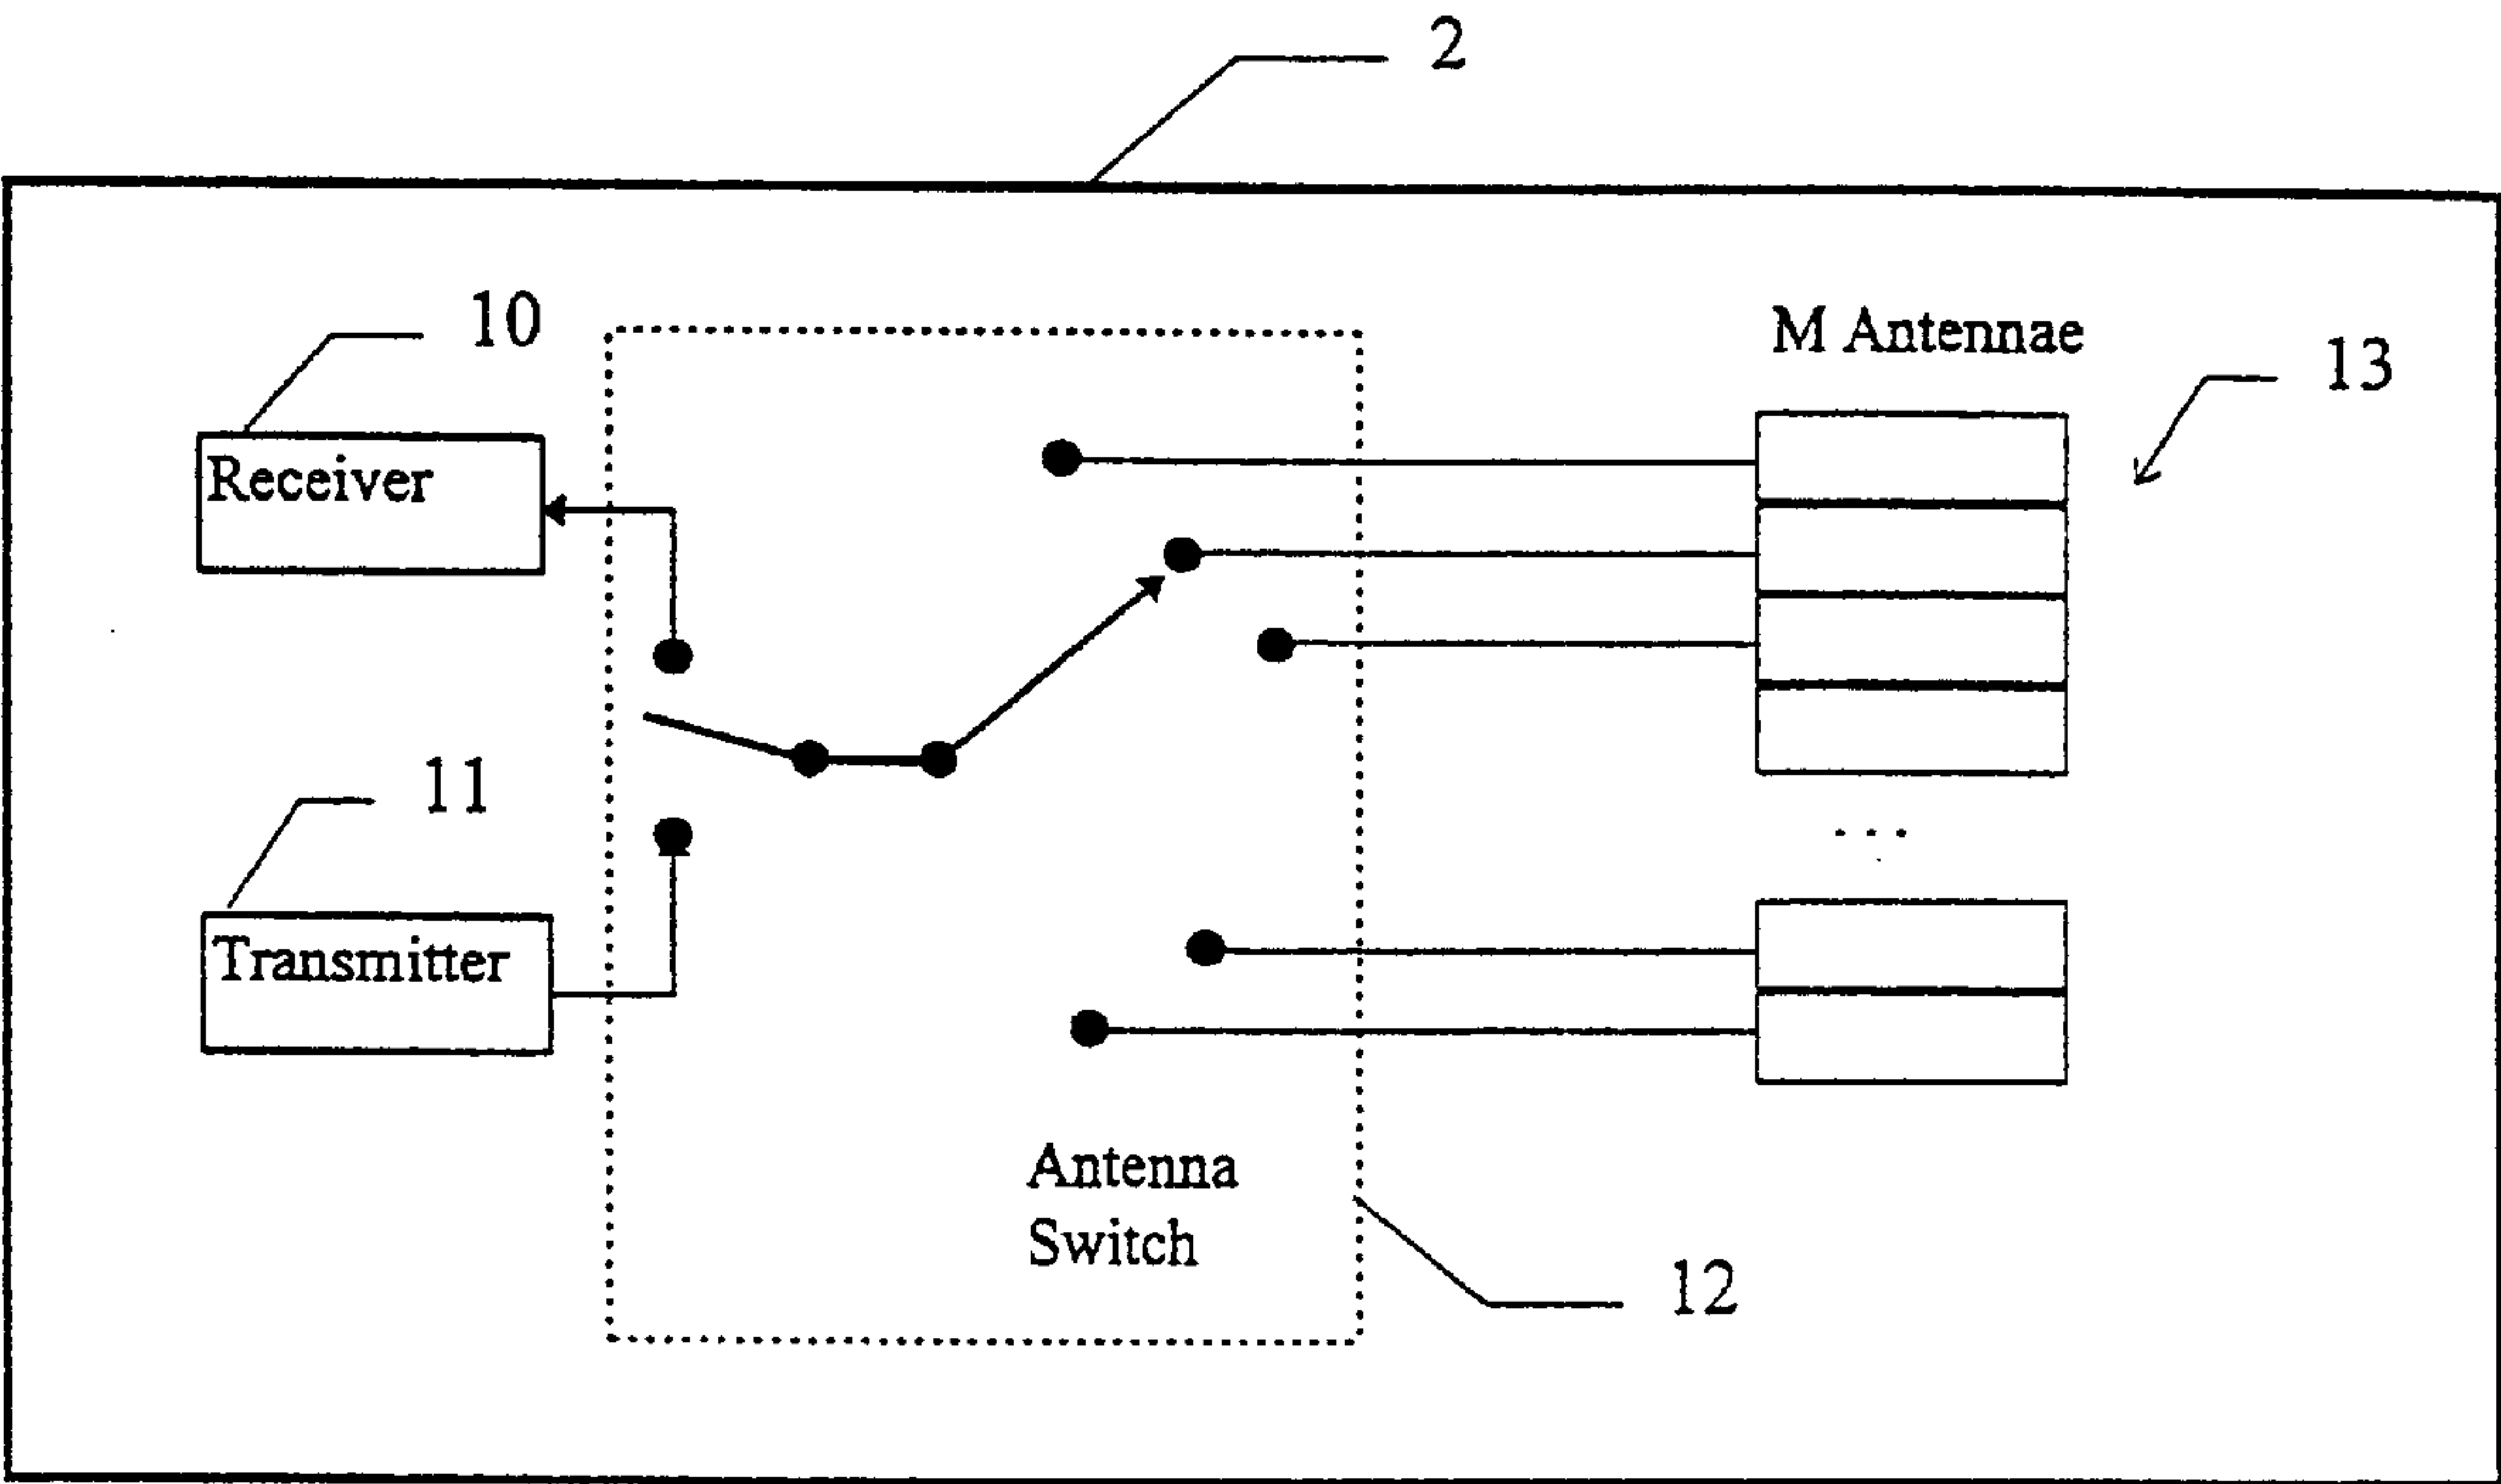 2
10
M Antennae
13
Receiver
11
Transmitter
...
Antenna
Switch
12